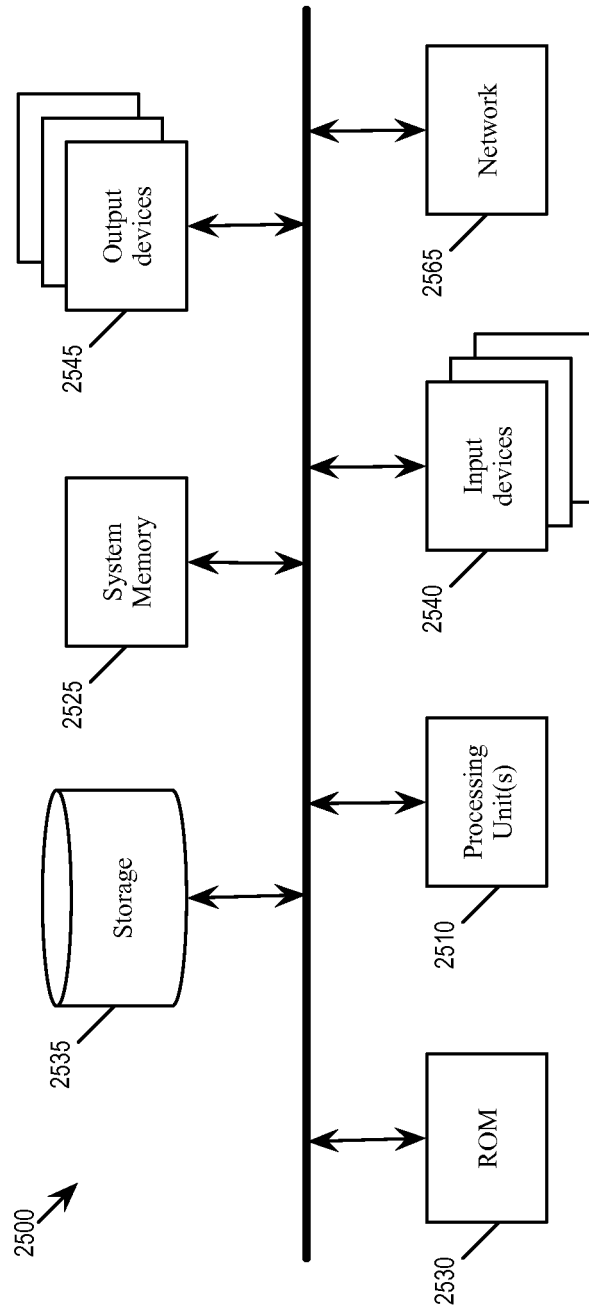 2500
2535
Storage
2525
System
Memory
2545
Output
devices
2530
ROM
2510
Processing
Unit(s)
2540
Input
devices
2565
Network